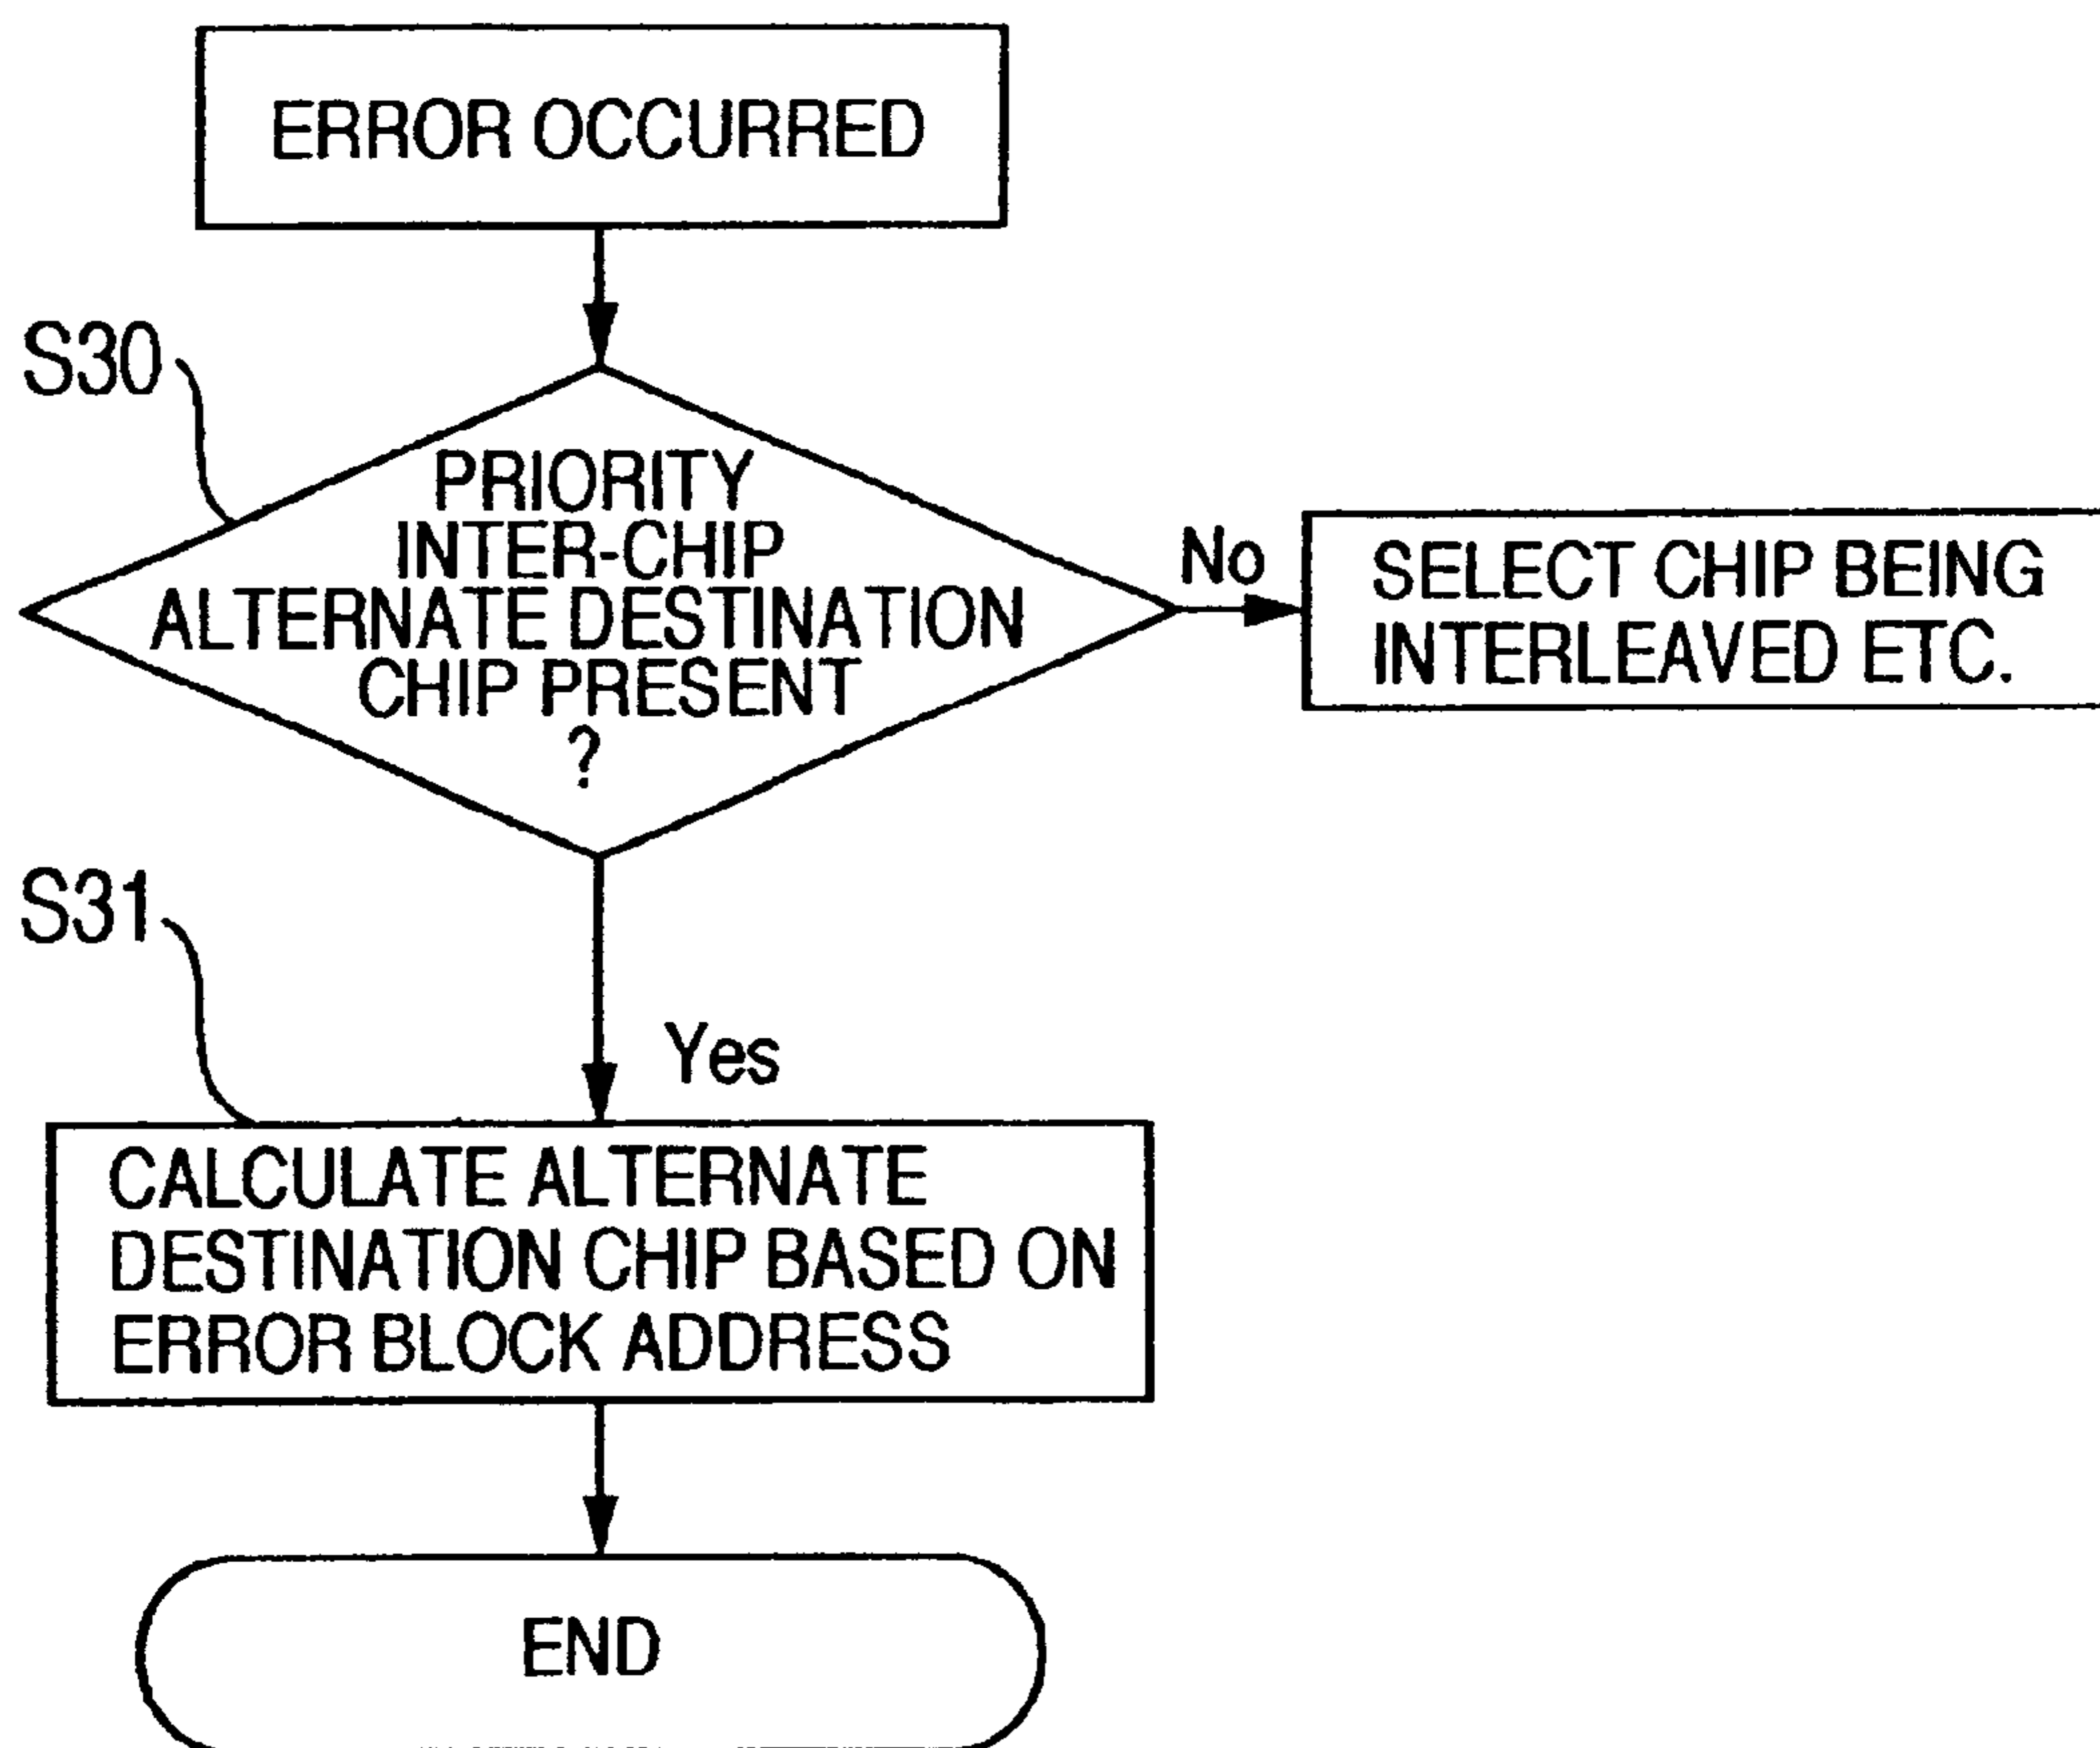 ERROR OCCURRED
S30
PRIORITY
INTER-CHIP
ALTERNATE DESTINATION
CHIP PRESENT
?
No
SELECT CHIP BEING
INTERLEAVED ETC.
S31
Yes
CALCULATE ALTERNATE
DESTINATION CHIP BASED ON
ERROR BLOCK ADDRESS
END